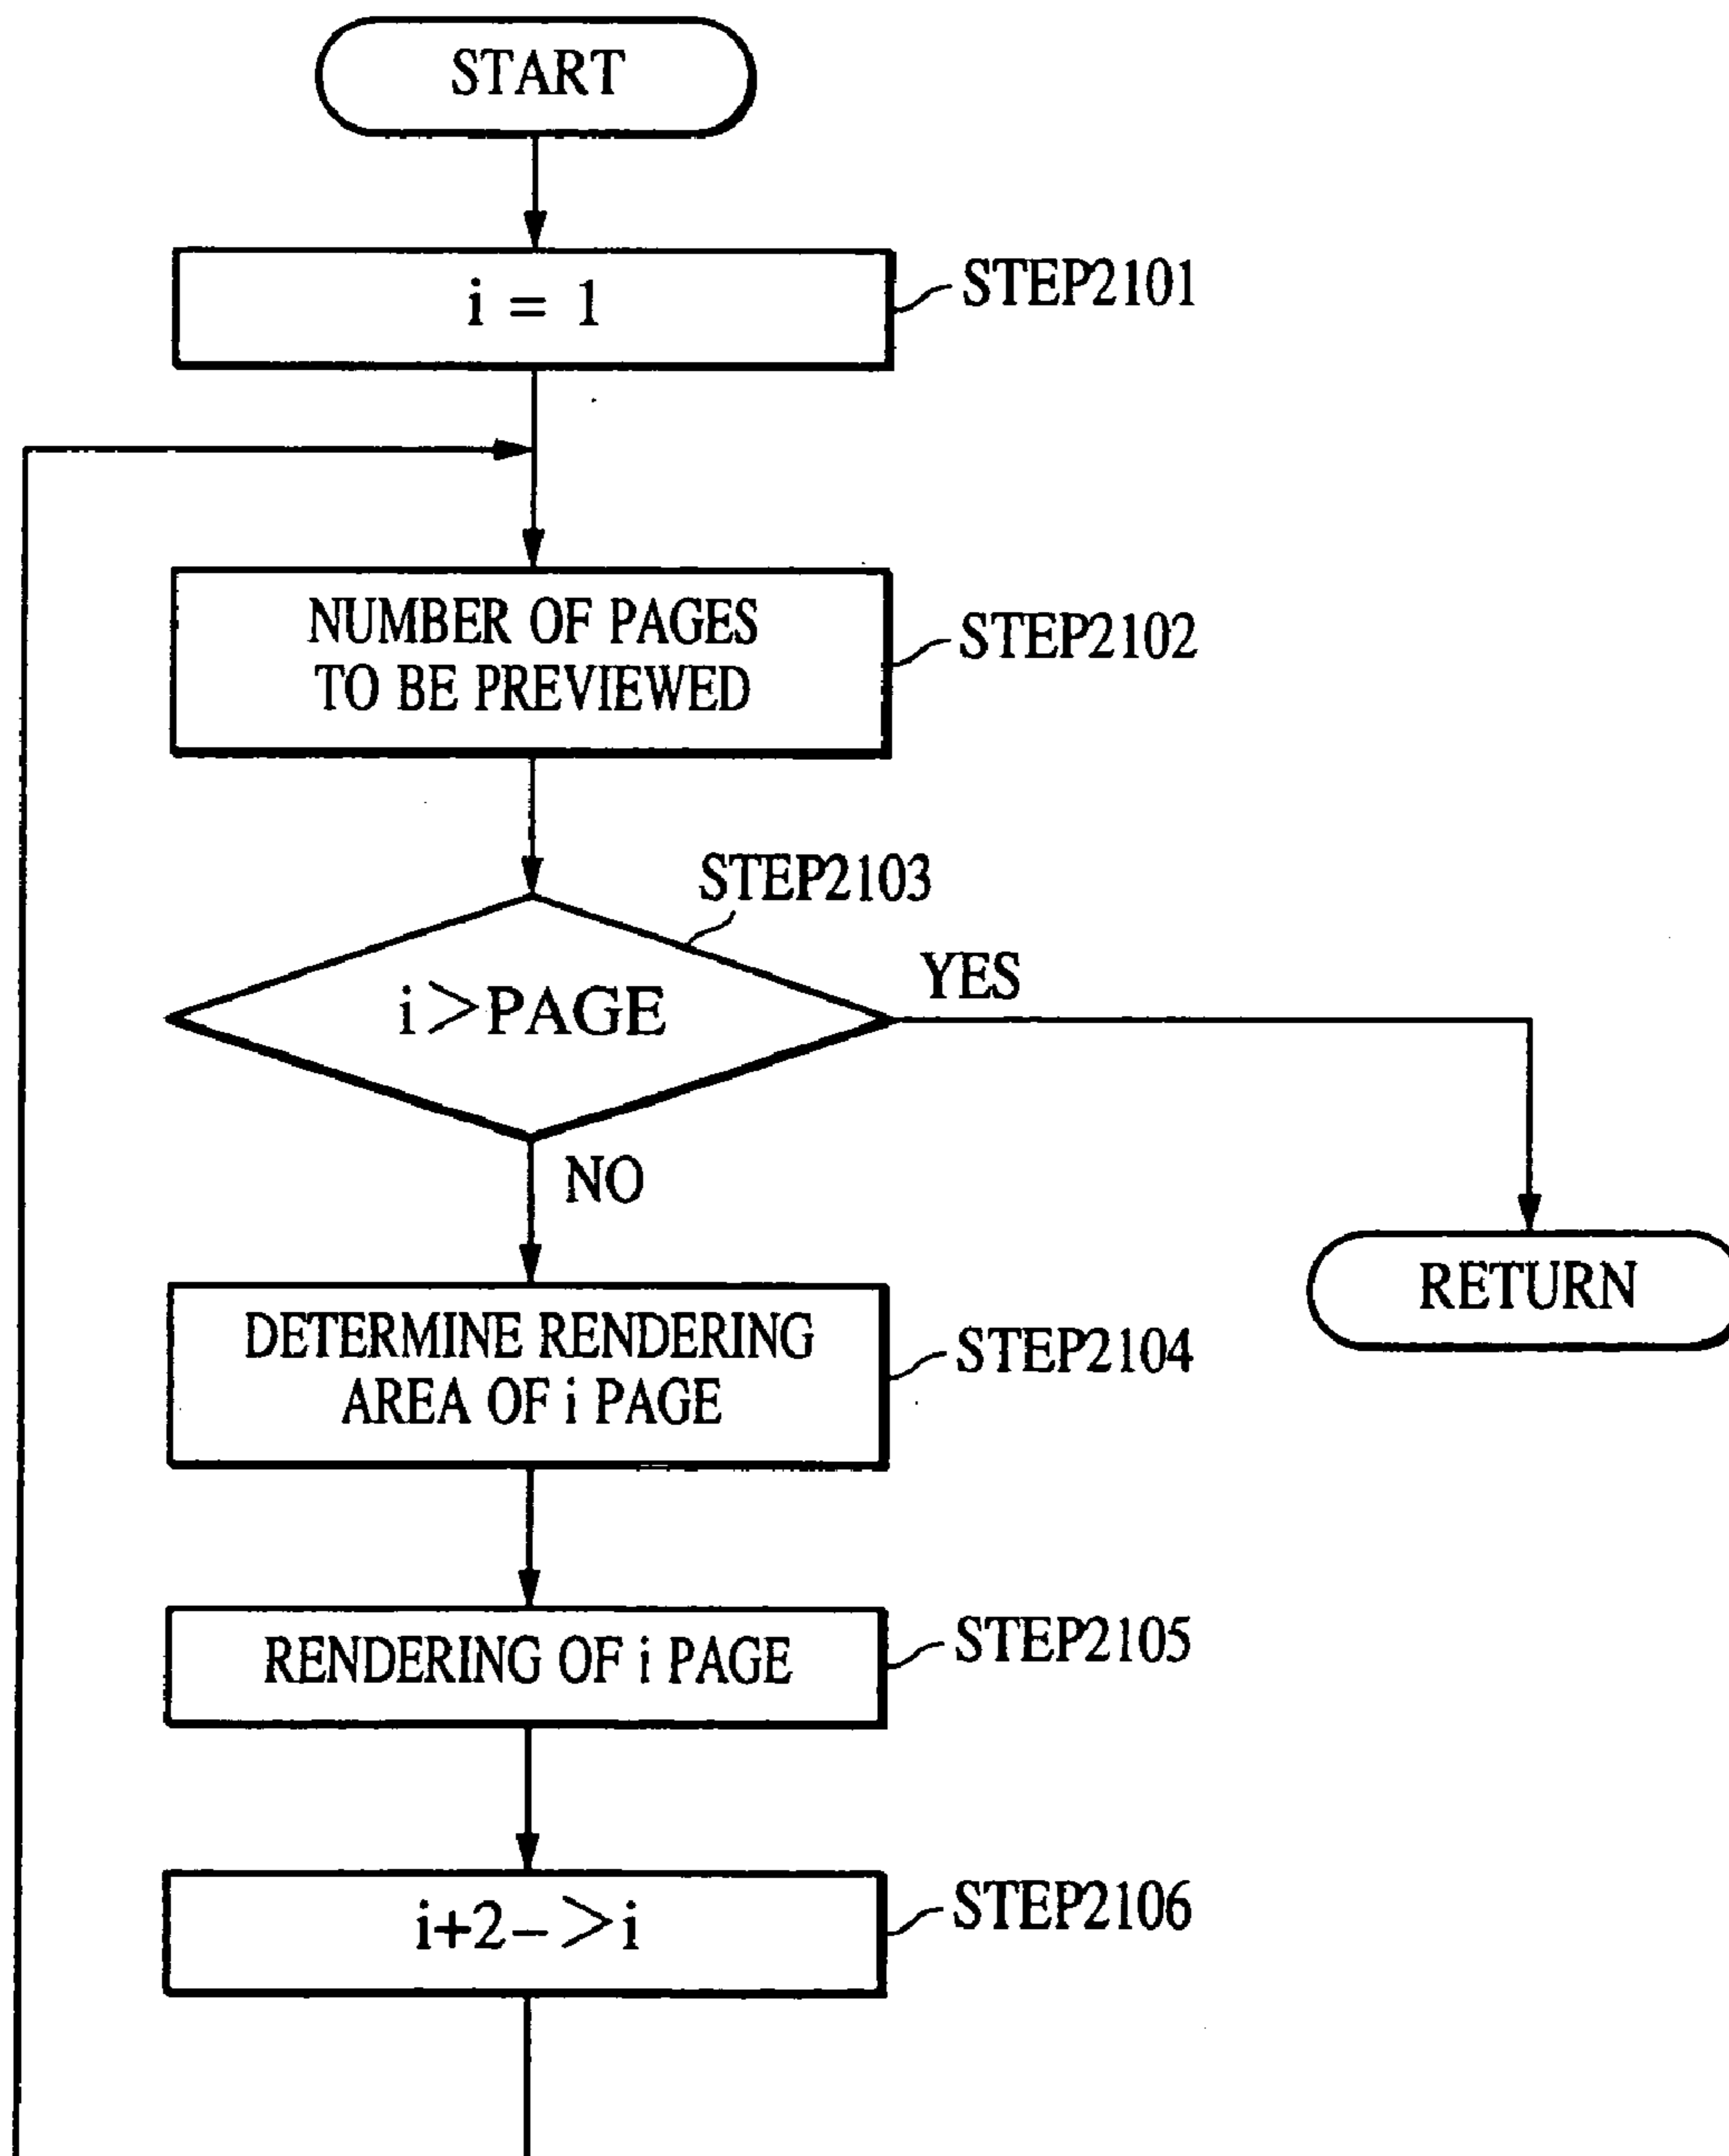 START
i = 1
STEP2101
NUMBER OF PAGES
TO BE PREVIEWED
STEP2102
STEP2103
i>PAGE
YES
NO
RETURN
DETERMINE RENDERING
AREA OF i PAGE
STEP2104
RENDERING OF i PAGE
STEP2105
i+2->i
STEP2106